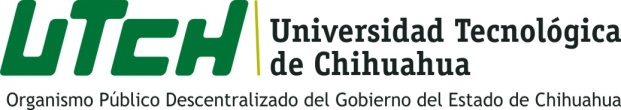 UTCH
Universidad Tecnológica
de Chihuahua
Organismo Público Descentralizado del Gobierno del Estado de Chihuahua